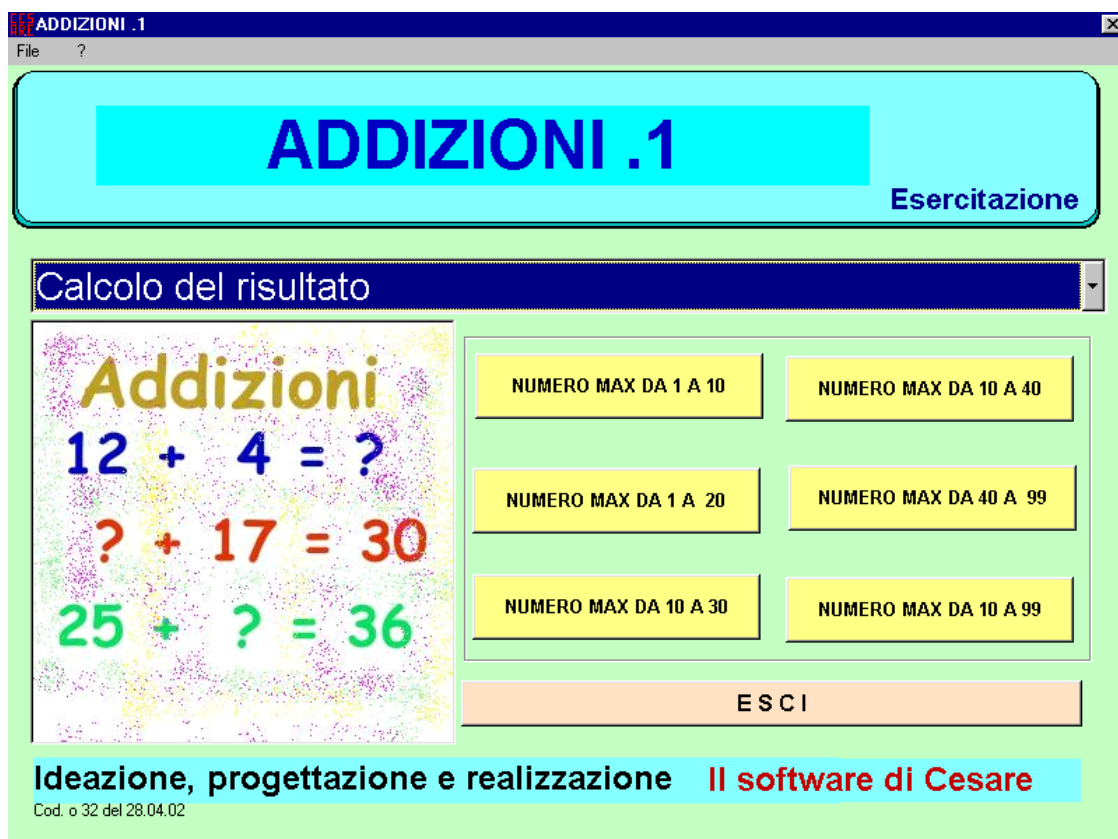 CESARE ADDIZIONI .1
File ?
ADDIZIONI .1
Esercitazione
Calcolo del risultato
Addizioni
12 + 4 = ?
? + 17 = 30
25 + ? = 36
NUMERO MAX DA 1 A 10
NUMERO MAX DA 10 A 40
NUMERO MAX DA 1 A 20
NUMERO MAX DA 40 A 99
NUMERO MAX DA 10 A 30
NUMERO MAX DA 10 A 99
E S C I
Ideazione, progettazione e realizzazione Il software di Cesare
Cod. o 32 del 28.04.02